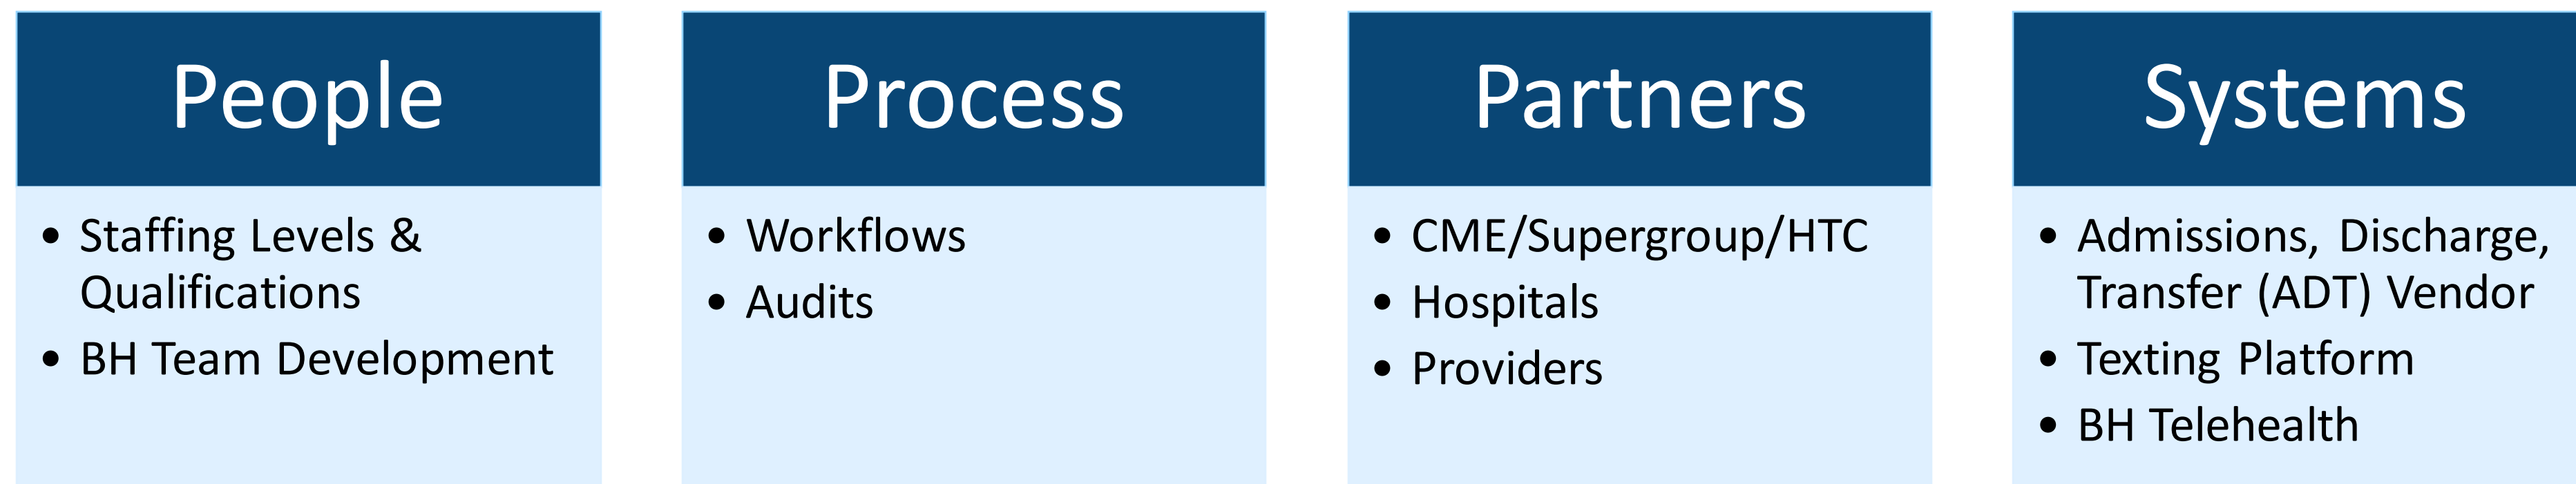 People
• Staffing Levels &
Qualifications
• BH Team Development
Process
• Workflows
• Audits
Partners
• CME/Supergroup/HTC
• Hospitals
• Providers
Systems
• Admissions, Discharge,
Transfer (ADT) Vendor
• Texting Platform
• BH Telehealth